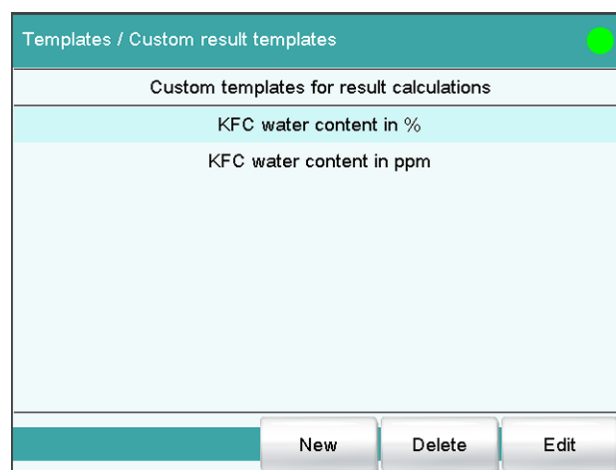 Templates / Custom result templates
Custom templates for result calculations
KFC water content in %
KFC water content in ppm
New Delete Edit